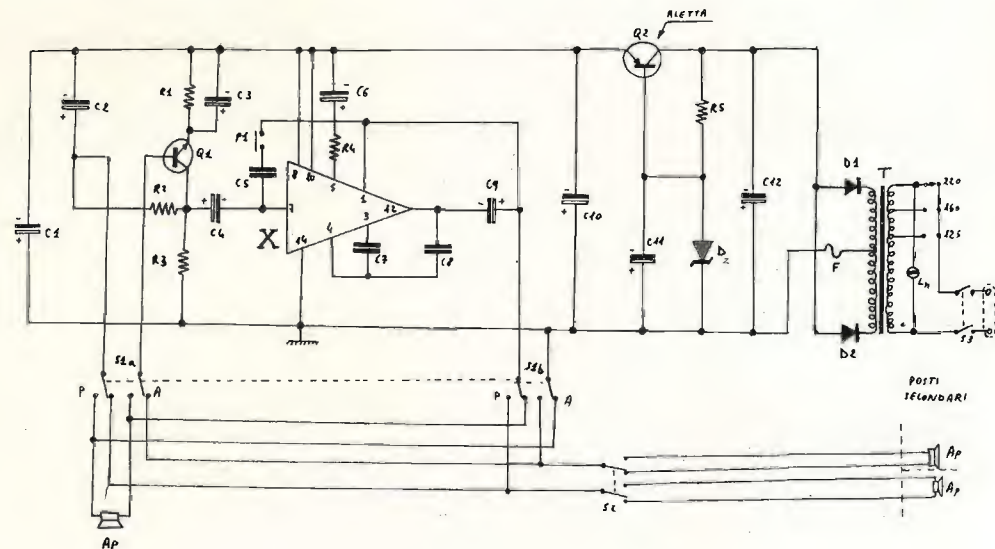 ALETTA
Q2
C2
R1
C3
C6
P1
R4
Q1
C5
R5
D1
T
220
160
125
8
10
5
1
C9
C10
C12
R2
C4
7
12
C1
X
14
4
3
C7
C8
C11
Dz
F
Ln
R3
S3
D2
S1a
S1b
P
A
P
A
POSTI
SECONDARI
Ap
Ap
S2
Ap